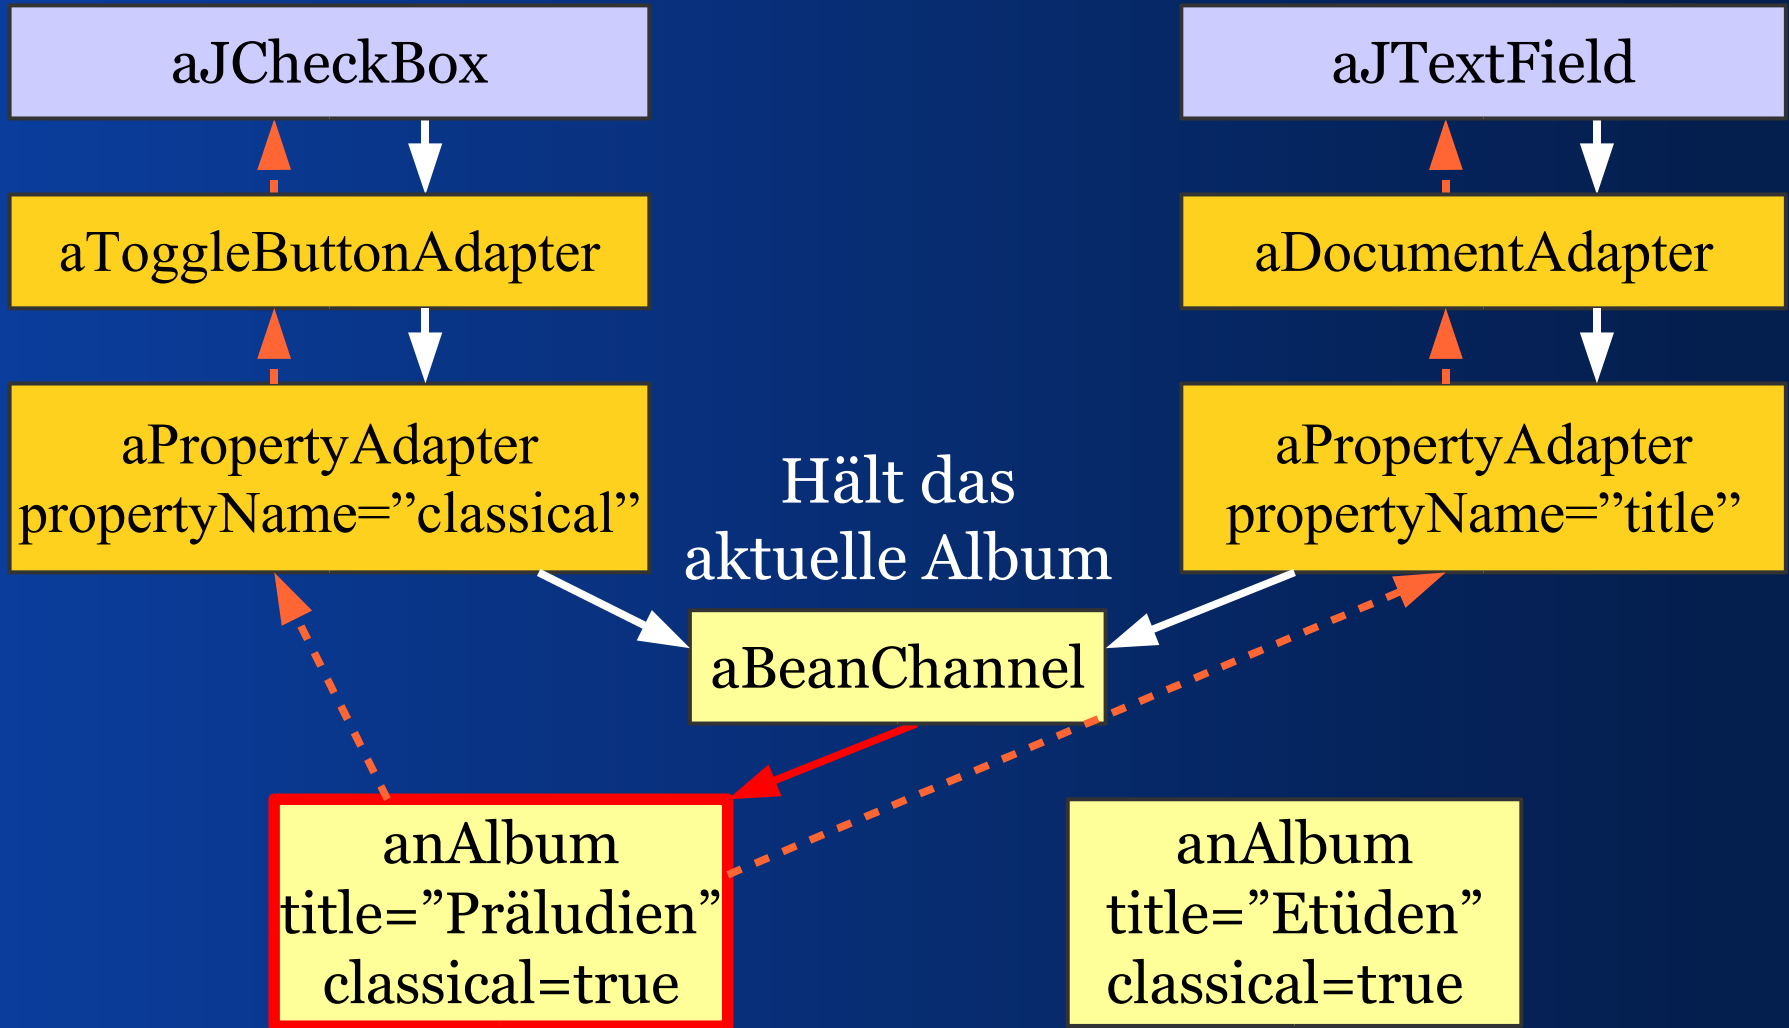 aJCheckBox
aJTextField
aToggleButtonAdapter
aDocumentAdapter
aPropertyAdapter
propertyName=”classical”
aPropertyAdapter
propertyName=”title”
Hält das
aktuelle Album
aBeanChannel
anAlbum
title=”Präludien”
classical=true
anAlbum
title=”Etüden”
classical=true